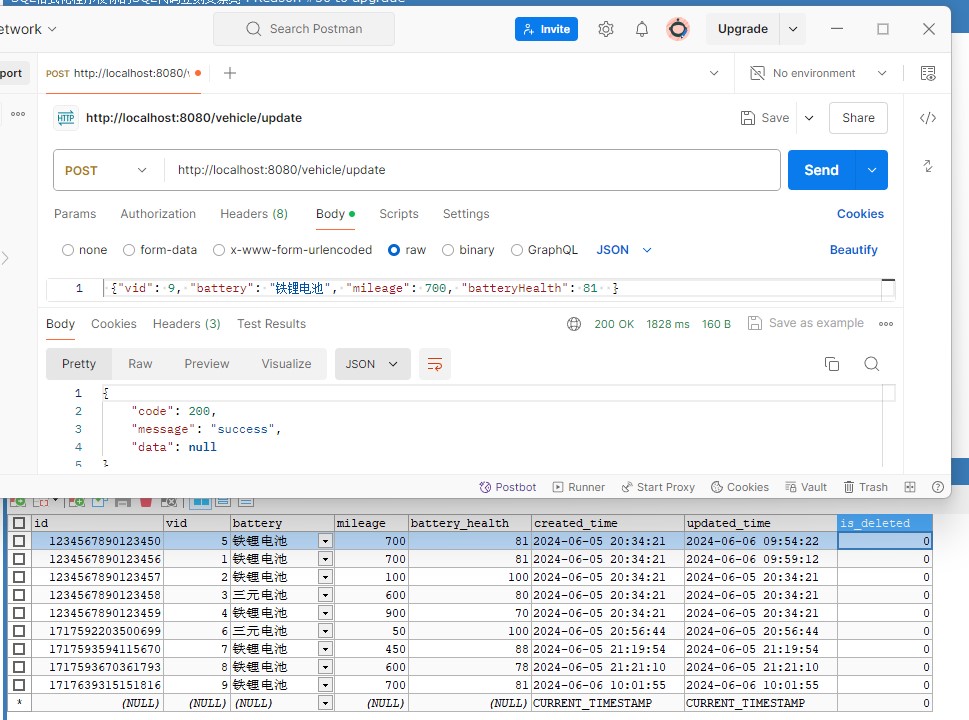 etwork
Search Postman
Invite
Upgrade
port
POST http://localhost:8080/
No environment
HTTP
http://localhost:8080/vehicle/update
Save
Share
POST
http://localhost:8080/vehicle/update
Send
Params Authorization Headers (8) Body Scripts Settings Cookies
none form-data x-www-form-urlencoded raw binary GraphQL JSON Beautify
1 {"vid": 9, "battery": "铁锂电池", "mileage": 700, "batteryHealth": 81 }
Body Cookies Headers (3) Test Results 200 OK 1828 ms 160 B Save as example
Pretty Raw Preview Visualize JSON
1 {
2 "code": 200,
3 "message": "success",
4 "data": null
5 }
Postbot Runner Start Proxy Cookies Vault Trash
id vid battery mileage battery_health created_time updated_time is_deleted
1234567890123450 5 铁锂电池 700 81 2024-06-05 20:34:21 2024-06-06 09:54:22 0
1234567890123456 1 铁锂电池 700 81 2024-06-05 20:34:21 2024-06-06 09:59:12 0
1234567890123457 2 铁锂电池 100 100 2024-06-05 20:34:21 2024-06-05 20:34:21 0
1234567890123458 3 三元电池 600 80 2024-06-05 20:34:21 2024-06-05 20:34:21 0
1234567890123459 4 铁锂电池 900 70 2024-06-05 20:34:21 2024-06-05 20:34:21 0
1717592203500699 6 三元电池 50 100 2024-06-05 20:56:44 2024-06-05 20:56:44 0
1717593594115670 7 铁锂电池 450 88 2024-06-05 21:19:54 2024-06-05 21:19:54 0
1717593670361793 8 铁锂电池 600 78 2024-06-05 21:21:10 2024-06-05 21:21:10 0
1717639315151816 9 铁锂电池 700 81 2024-06-06 10:01:55 2024-06-06 10:01:55 0
* (NULL) (NULL) (NULL) (NULL) (NULL) CURRENT_TIMESTAMP CURRENT_TIMESTAMP 0